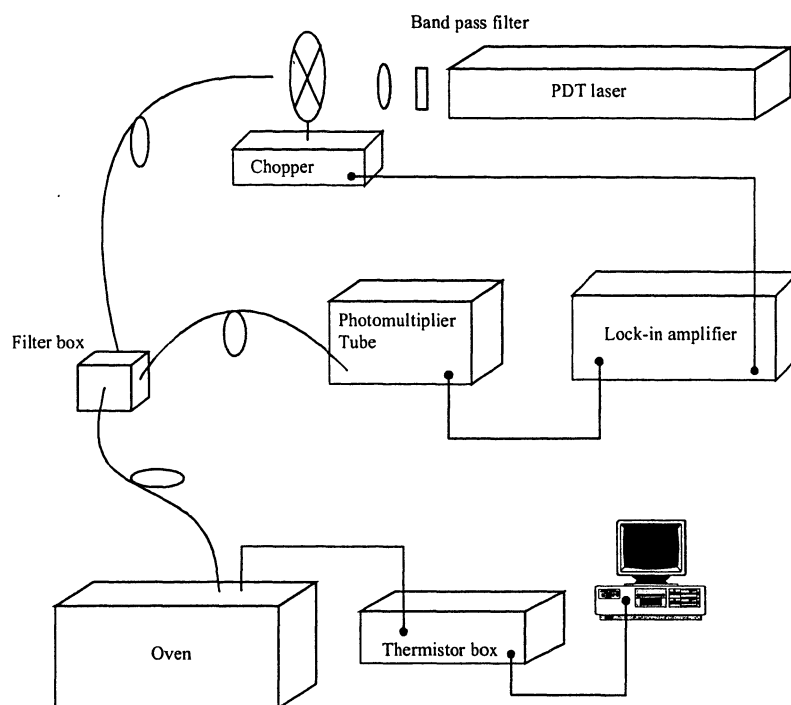 Band pass filter
PDT laser
Chopper
Photomultiplier
Tube
Lock-in amplifier
Filter box
Oven
Thermistor box